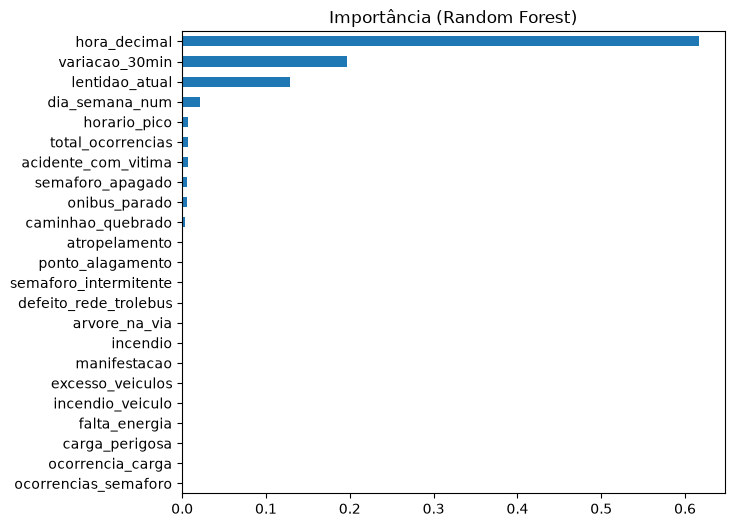 Importância (Random Forest)
hora_decimal
variacao_30min
lentidao_atual
dia_semana_num
horario_pico
total_ocorrencias
acidente_com_vitima
semaforo_apagado
onibus_parado
caminhao_quebrado
atropelamento
ponto_alagamento
semaforo_intermitente
defeito_rede_trolebus
arvore_na_via
incendio
manifestacao
excesso_veiculos
incendio_veiculo
falta_energia
carga_perigosa
ocorrencia_carga
ocorrencias_semaforo
0.0 0.1 0.2 0.3 0.4 0.5 0.6